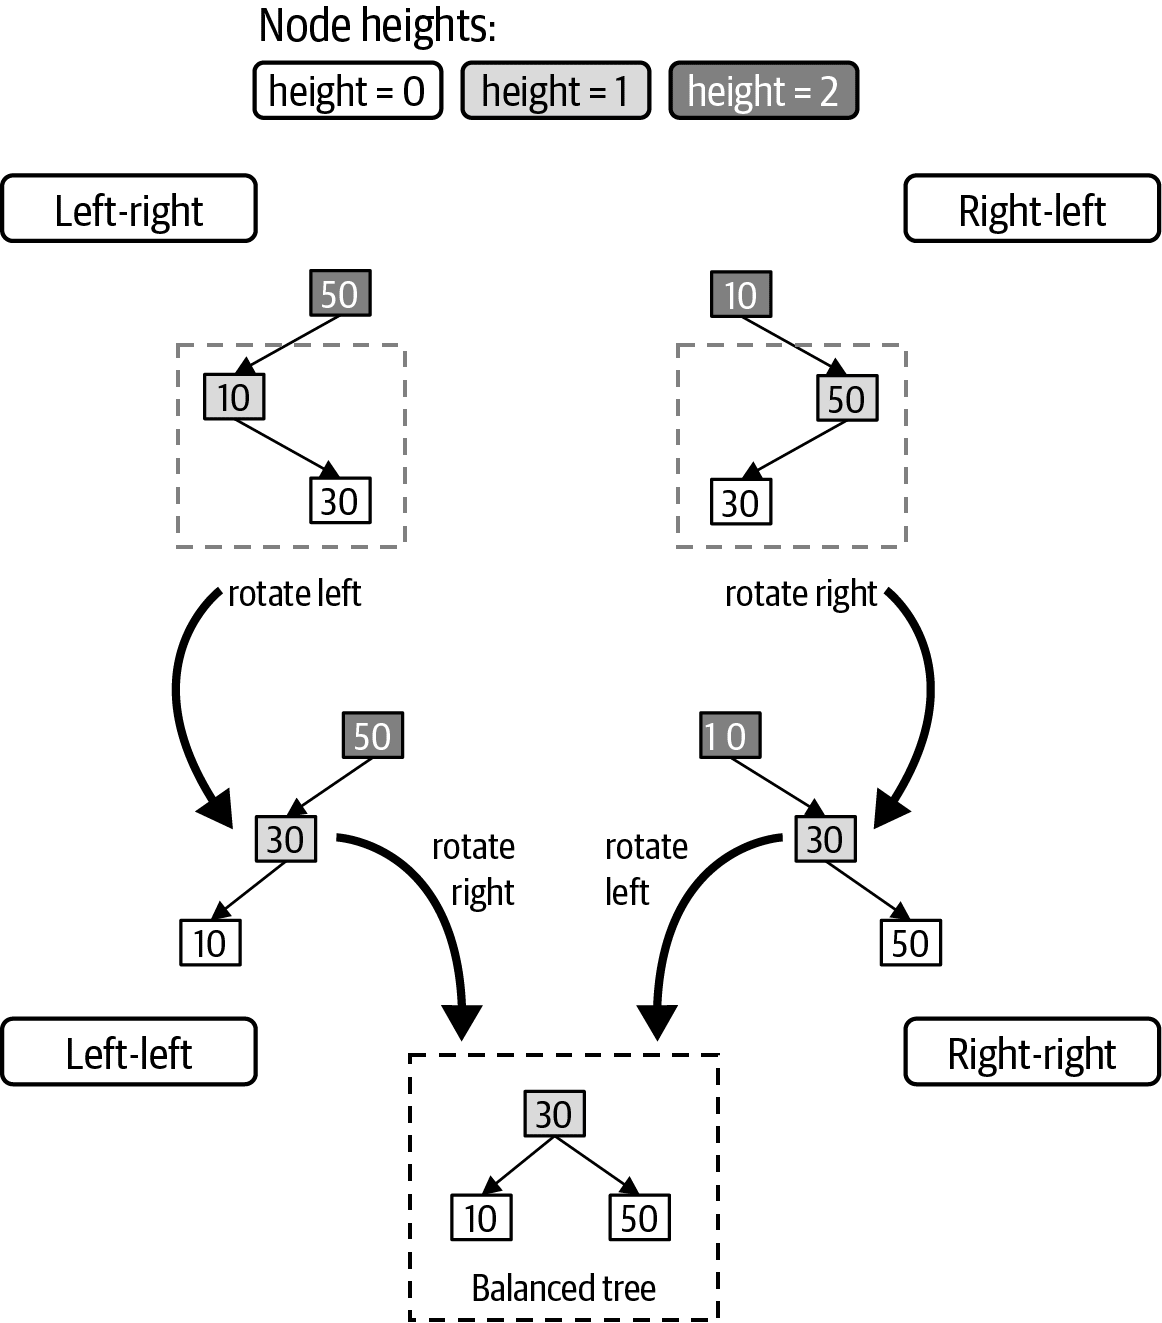 Node heights:
height = 0 height = 1 height = 2
Left-right Right-left
50 10
10 50
30 30
rotate left rotate right
50 1 0
30 30
rotate rotate
right left
10 50
Left-left Right-right
30
10 50
Balanced tree